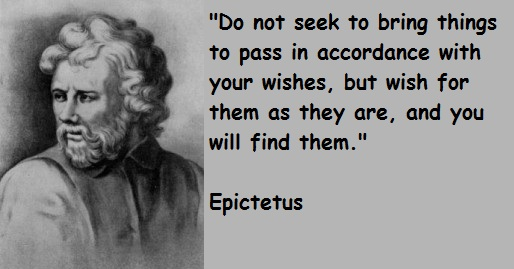 "Do not seek to bring things
to pass in accordance with
your wishes, but wish for
them as they are, and you
will find them."
Epictetus